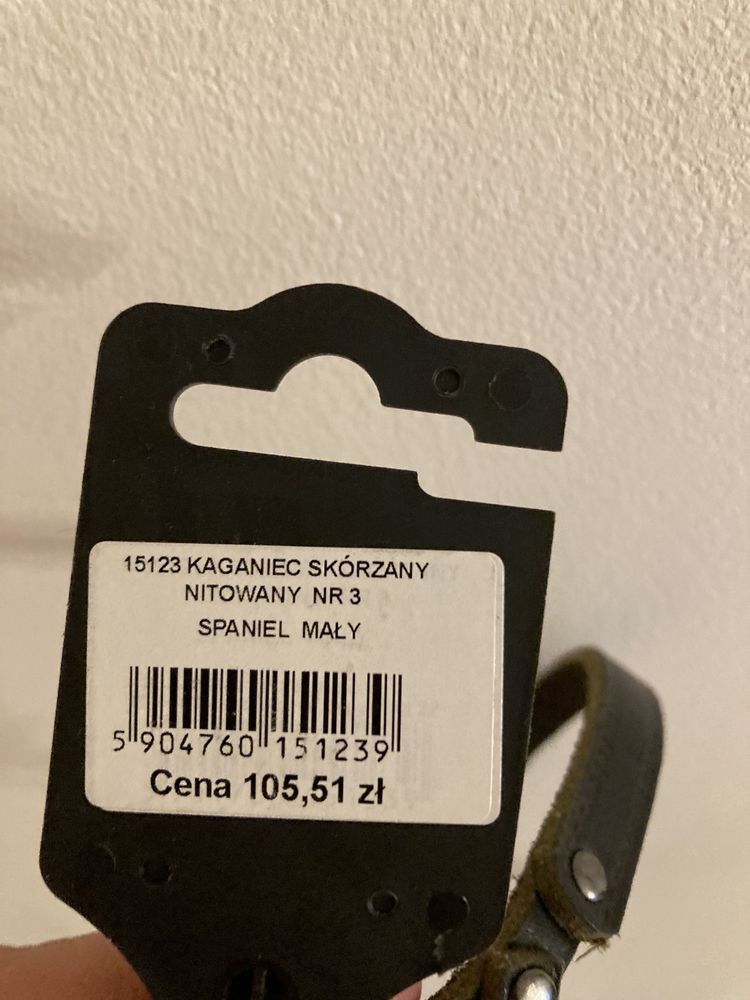 15123 KAGANIEC SKÓRZANY
NITOWANY NR 3
SPANIEL MAŁY
5 904760 151239
Cena 105,51 zł